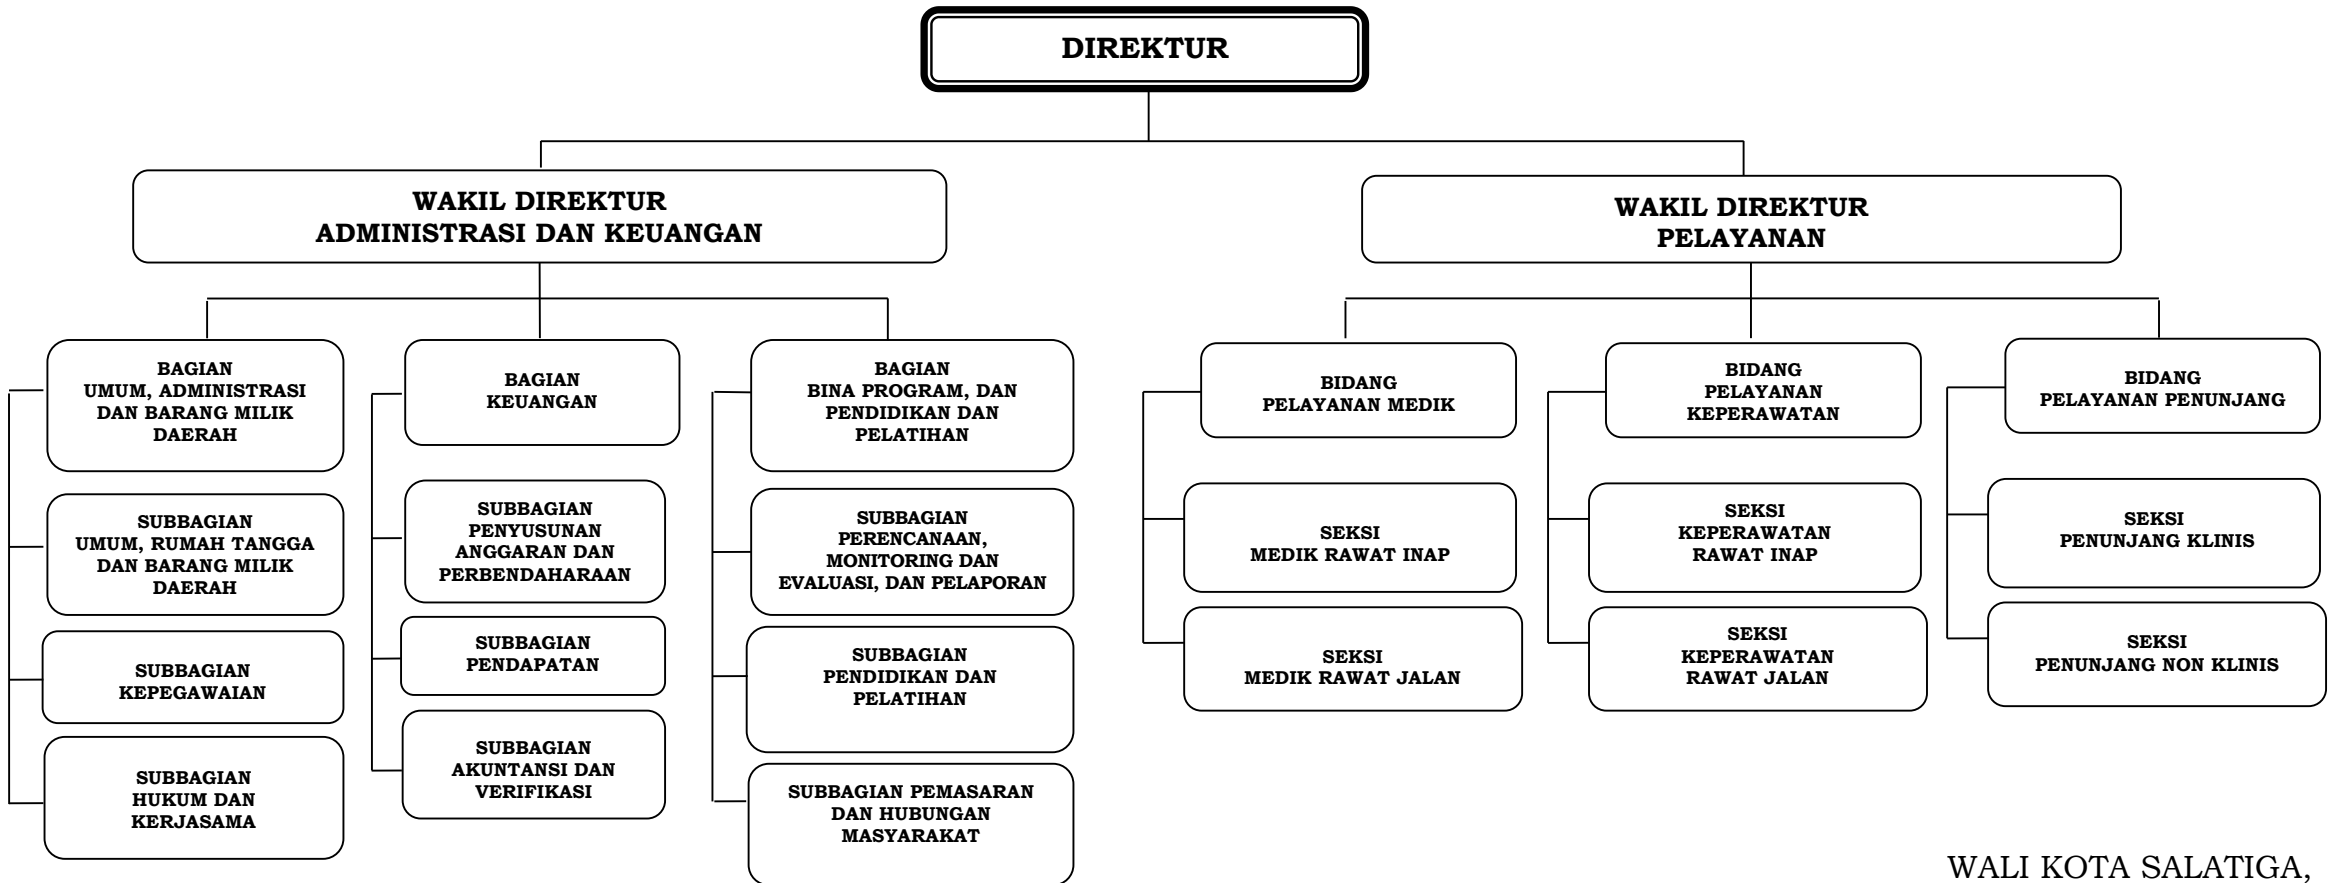 DIREKTUR
WAKIL DIREKTUR
ADMINISTRASI DAN KEUANGAN
WAKIL DIREKTUR
PELAYANAN
BAGIAN
UMUM, ADMINISTRASI
DAN BARANG MILIK
DAERAH
SUBBAGIAN
UMUM, RUMAH TANGGA
DAN BARANG MILIK
DAERAH
SUBBAGIAN
KEPEGAWAIAN
SUBBAGIAN
HUKUM DAN
KERJASAMA
BAGIAN
KEUANGAN
SUBBAGIAN
PENYUSUNAN
ANGGARAN DAN
PERBENDAHARAAN
SUBBAGIAN
PENDAPATAN
SUBBAGIAN
AKUNTANSI DAN
VERIFIKASI
BAGIAN
BINA PROGRAM, DAN
PENDIDIKAN DAN
PELATIHAN
SUBBAGIAN
PERENCANAAN,
MONITORING DAN
EVALUASI, DAN PELAPORAN
SUBBAGIAN
PENDIDIKAN DAN
PELATIHAN
SUBBAGIAN PEMASARAN
DAN HUBUNGAN
MASYARAKAT
BIDANG
PELAYANAN MEDIK
SEKSI
MEDIK RAWAT INAP
SEKSI
MEDIK RAWAT JALAN
BIDANG
PELAYANAN
KEPERAWATAN
SEKSI
KEPERAWATAN
RAWAT INAP
SEKSI
KEPERAWATAN
RAWAT JALAN
BIDANG
PELAYANAN PENUNJANG
SEKSI
PENUNJANG KLINIS
SEKSI
PENUNJANG NON KLINIS
WALI KOTA SALATIGA,